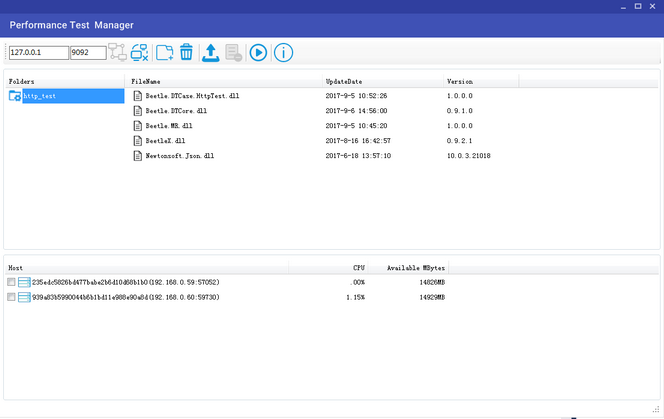 Performance Test Manager
127.0.0.1 9092
Folders FileName UpdateDate Version
http_test Beetle.DTCase.HttpTest.dll 2017-9-5 10:52:26 1.0.0.0
Beetle.DTCore.dll 2017-9-6 14:56:00 0.9.1.0
Beetle.MR.dll 2017-9-5 10:45:20 1.0.0.0
BeetleX.dll 2017-8-16 16:42:57 0.9.2.1
Newtonsoft.Json.dll 2017-6-18 13:57:10 10.0.3.21018
Host CPU Available MBytes
235edc5826bd477babe2b6d10d68b1b0(192.168.0.59:57052) .00% 14826MB
939a83b5990044b6b1bd11e988e90a8d(192.168.0.60:59730) 1.15% 14929MB